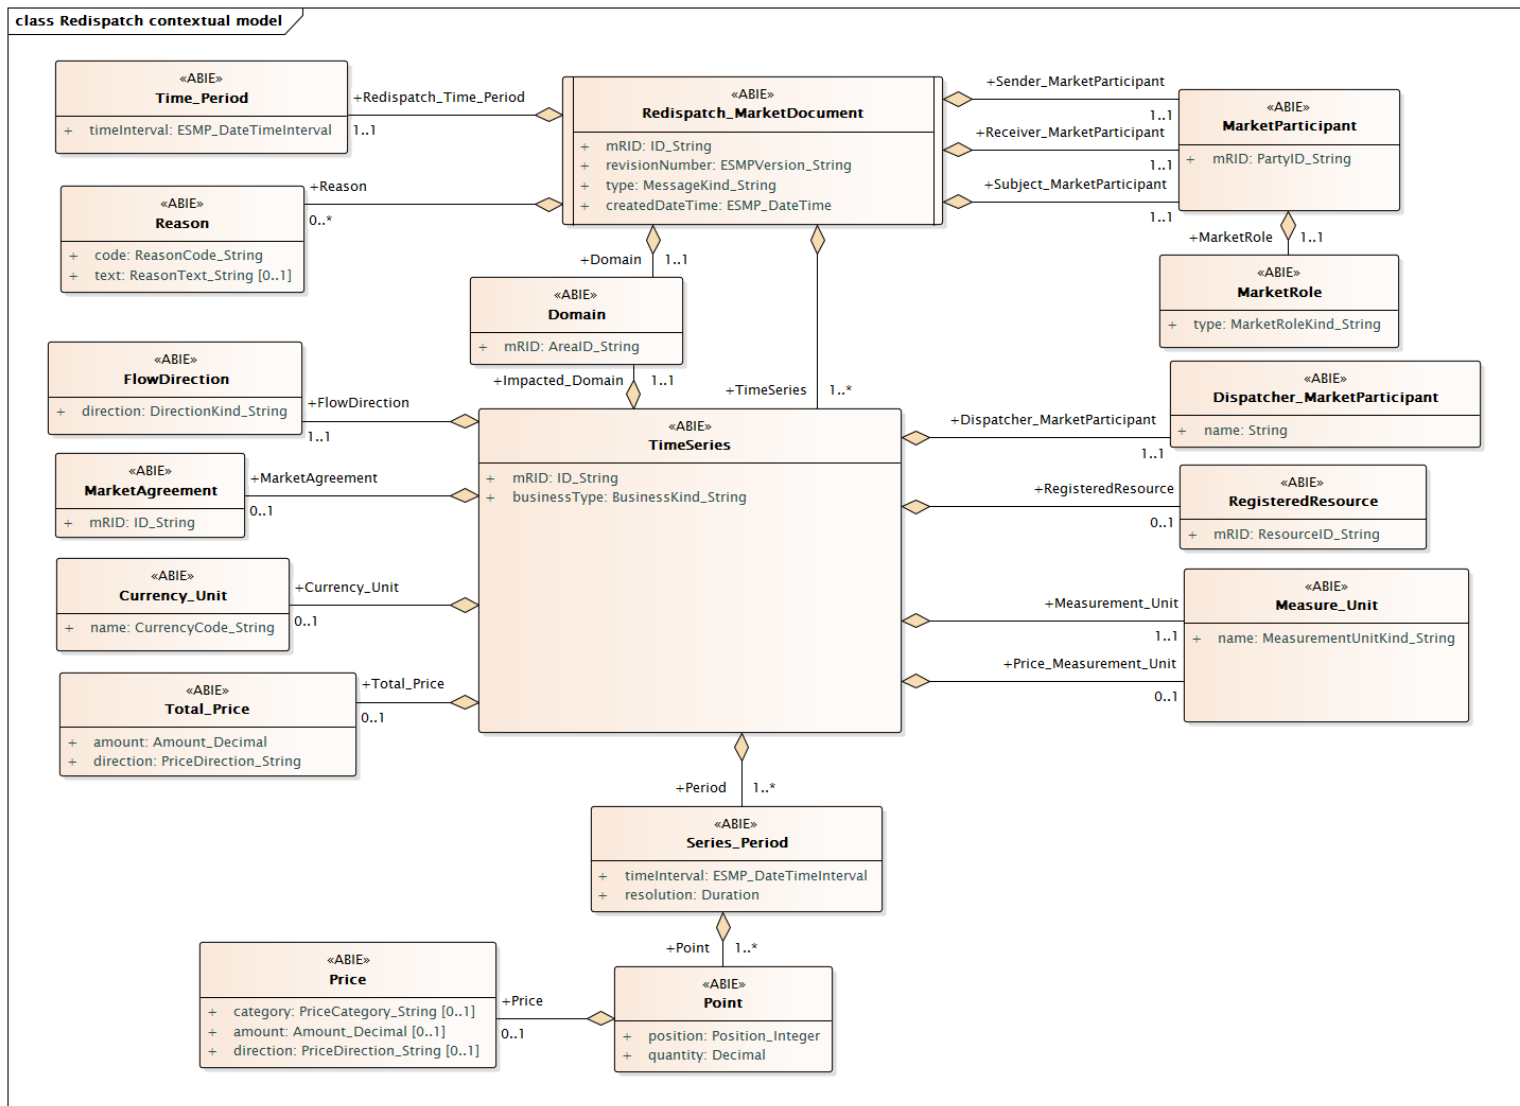 class Redispatch contextual model
«ABIE»
Time_Period
+ timeInterval: ESMP_DateTimeInterval
+Redispatch_Time_Period
1..1
«ABIE»
Redispatch_MarketDocument
+ mRID: ID_String
+ revisionNumber: ESMPVersion_String
+ type: MessageKind_String
+ createdDateTime: ESMP_DateTime
+Sender_MarketParticipant
1..1
+Receiver_MarketParticipant
1..1
+Subject_MarketParticipant
1..1
«ABIE»
MarketParticipant
+ mRID: PartyID_String
«ABIE»
Reason
+ code: ReasonCode_String
+ text: ReasonText_String [0..1]
+Reason
0..*
+MarketRole
1..1
«ABIE»
MarketRole
+ type: MarketRoleKind_String
+Domain
1..1
«ABIE»
Domain
+ mRID: AreaID_String
+Impacted_Domain
1..1
+TimeSeries
1..*
«ABIE»
FlowDirection
+ direction: DirectionKind_String
+FlowDirection
1..1
«ABIE»
TimeSeries
+ mRID: ID_String
+ businessType: BusinessKind_String
+Dispatcher_MarketParticipant
1..1
«ABIE»
Dispatcher_MarketParticipant
+ name: String
«ABIE»
MarketAgreement
+ mRID: ID_String
+MarketAgreement
0..1
+RegisteredResource
0..1
«ABIE»
RegisteredResource
+ mRID: ResourceID_String
«ABIE»
Currency_Unit
+ name: CurrencyCode_String
+Currency_Unit
0..1
+Measurement_Unit
1..1
+Price_Measurement_Unit
0..1
«ABIE»
Measure_Unit
+ name: MeasurementUnitKind_String
«ABIE»
Total_Price
+ amount: Amount_Decimal
+ direction: PriceDirection_String
+Total_Price
0..1
+Period
1..*
«ABIE»
Series_Period
+ timeInterval: ESMP_DateTimeInterval
+ resolution: Duration
+Point
1..*
«ABIE»
Price
+ category: PriceCategory_String [0..1]
+ amount: Amount_Decimal [0..1]
+ direction: PriceDirection_String [0..1]
+Price
0..1
«ABIE»
Point
+ position: Position_Integer
+ quantity: Decimal